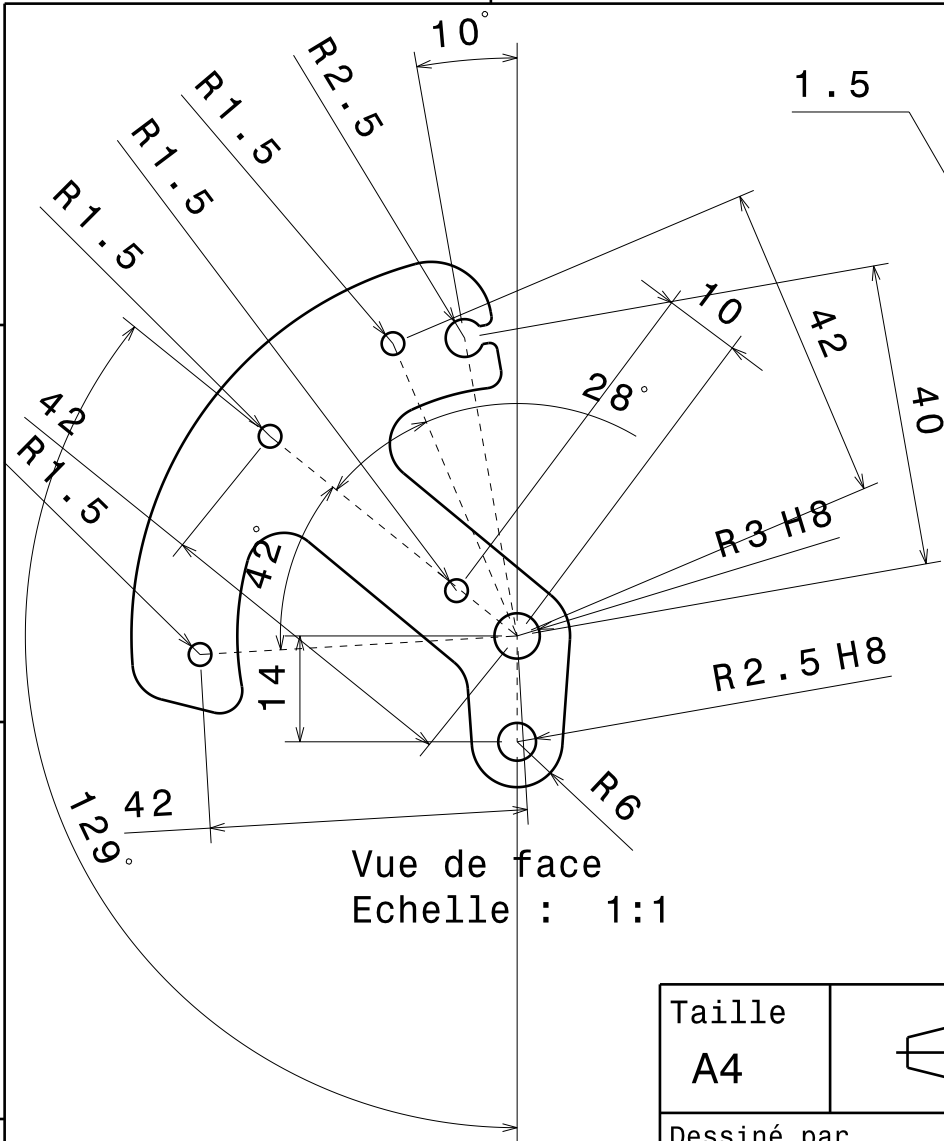 10°
R2.5
1.5
R1.5
R1.5
R1.5
10
42
28°
40
42
R1.5
R3 H8
42°
R2.5 H8
14
R6
42
129°
Vue de face
Echelle : 1:1
Taille
A4
Dessiné par